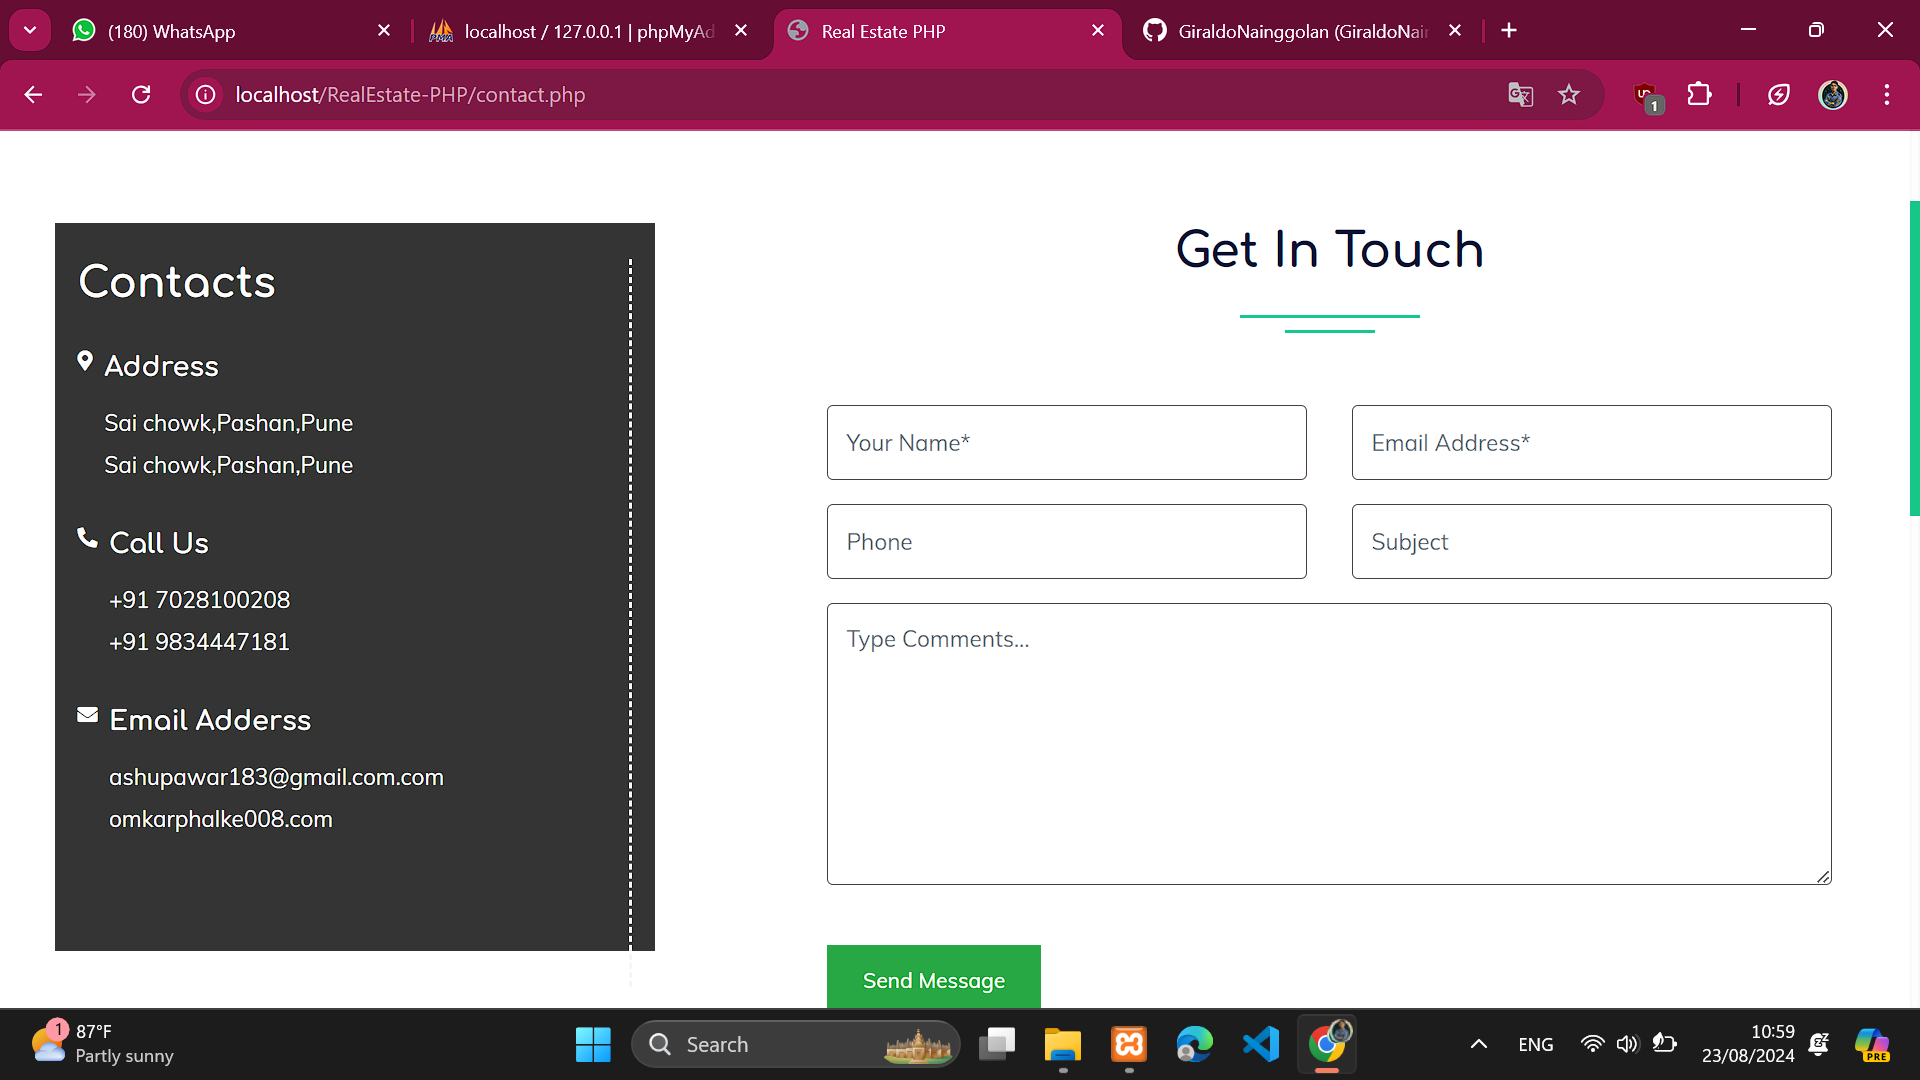 (180) WhatsApp
localhost / 127.0.0.1 | phpMyAd
Real Estate PHP
GiraldoNainggolan (GiraldoNain
localhost/RealEstate-PHP/contact.php
1
Contacts
Address
Sai chowk,Pashan,Pune
Sai chowk,Pashan,Pune
Call Us
+91 7028100208
+91 9834447181
Email Adderss
ashupawar183@gmail.com.com
omkarphalke008.com
Get In Touch
Your Name*
Email Address*
Phone
Subject
Type Comments...
Send Message
1
87°F
Partly sunny
Search
ENG
10:59
23/08/2024
PRE